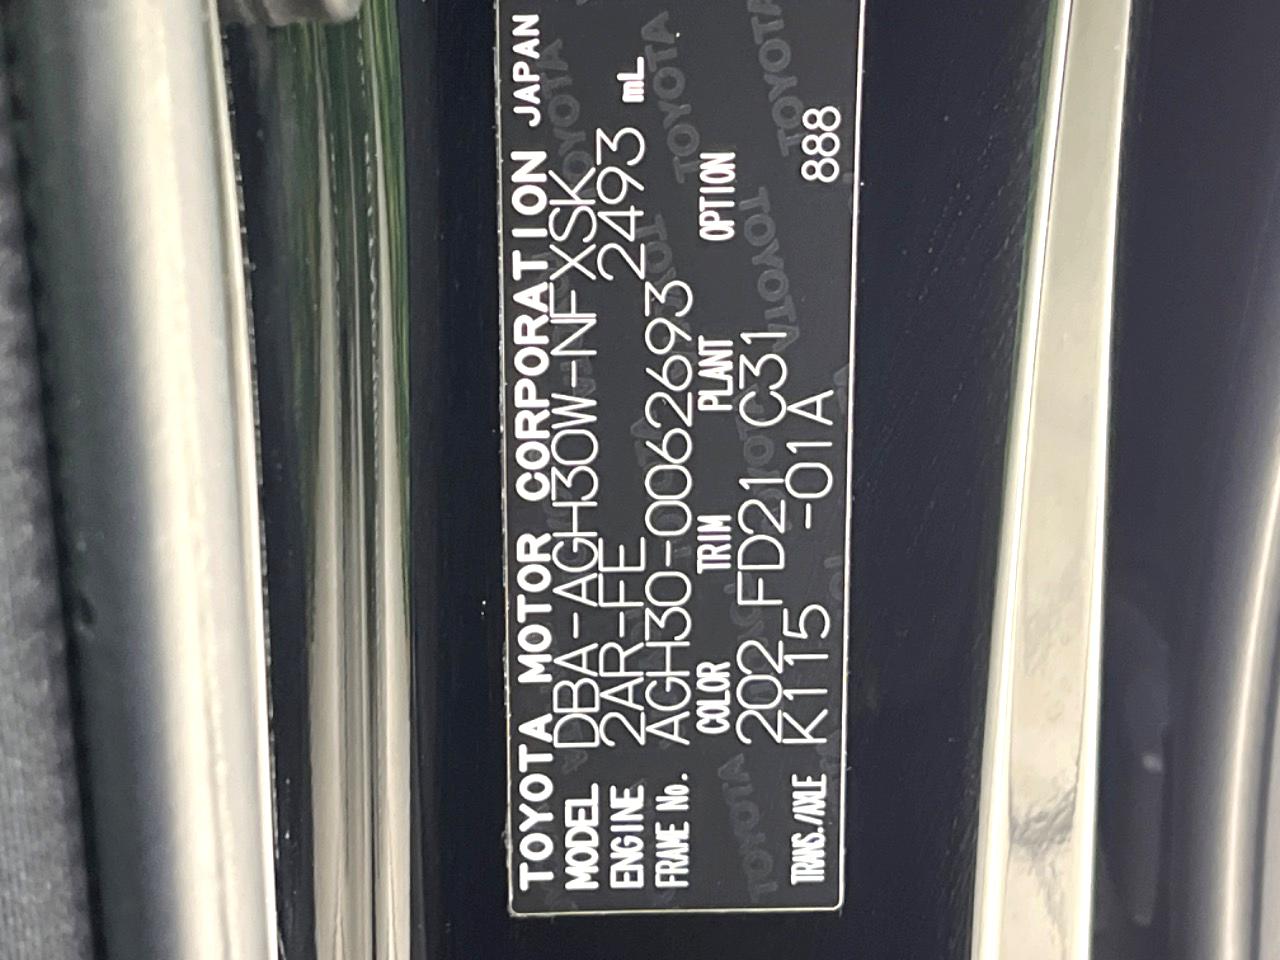 TOYOTA MOTOR CORPORATION JAPAN
MODEL DBA-AGH30W-NFXSK
ENGINE 2AR-FE 2493 mL
FRAME No. AGH30-0062693
COLOR TRIM PLANT OPTION
202 FD21 C31
TRANS./AXLE K115 -01A 888